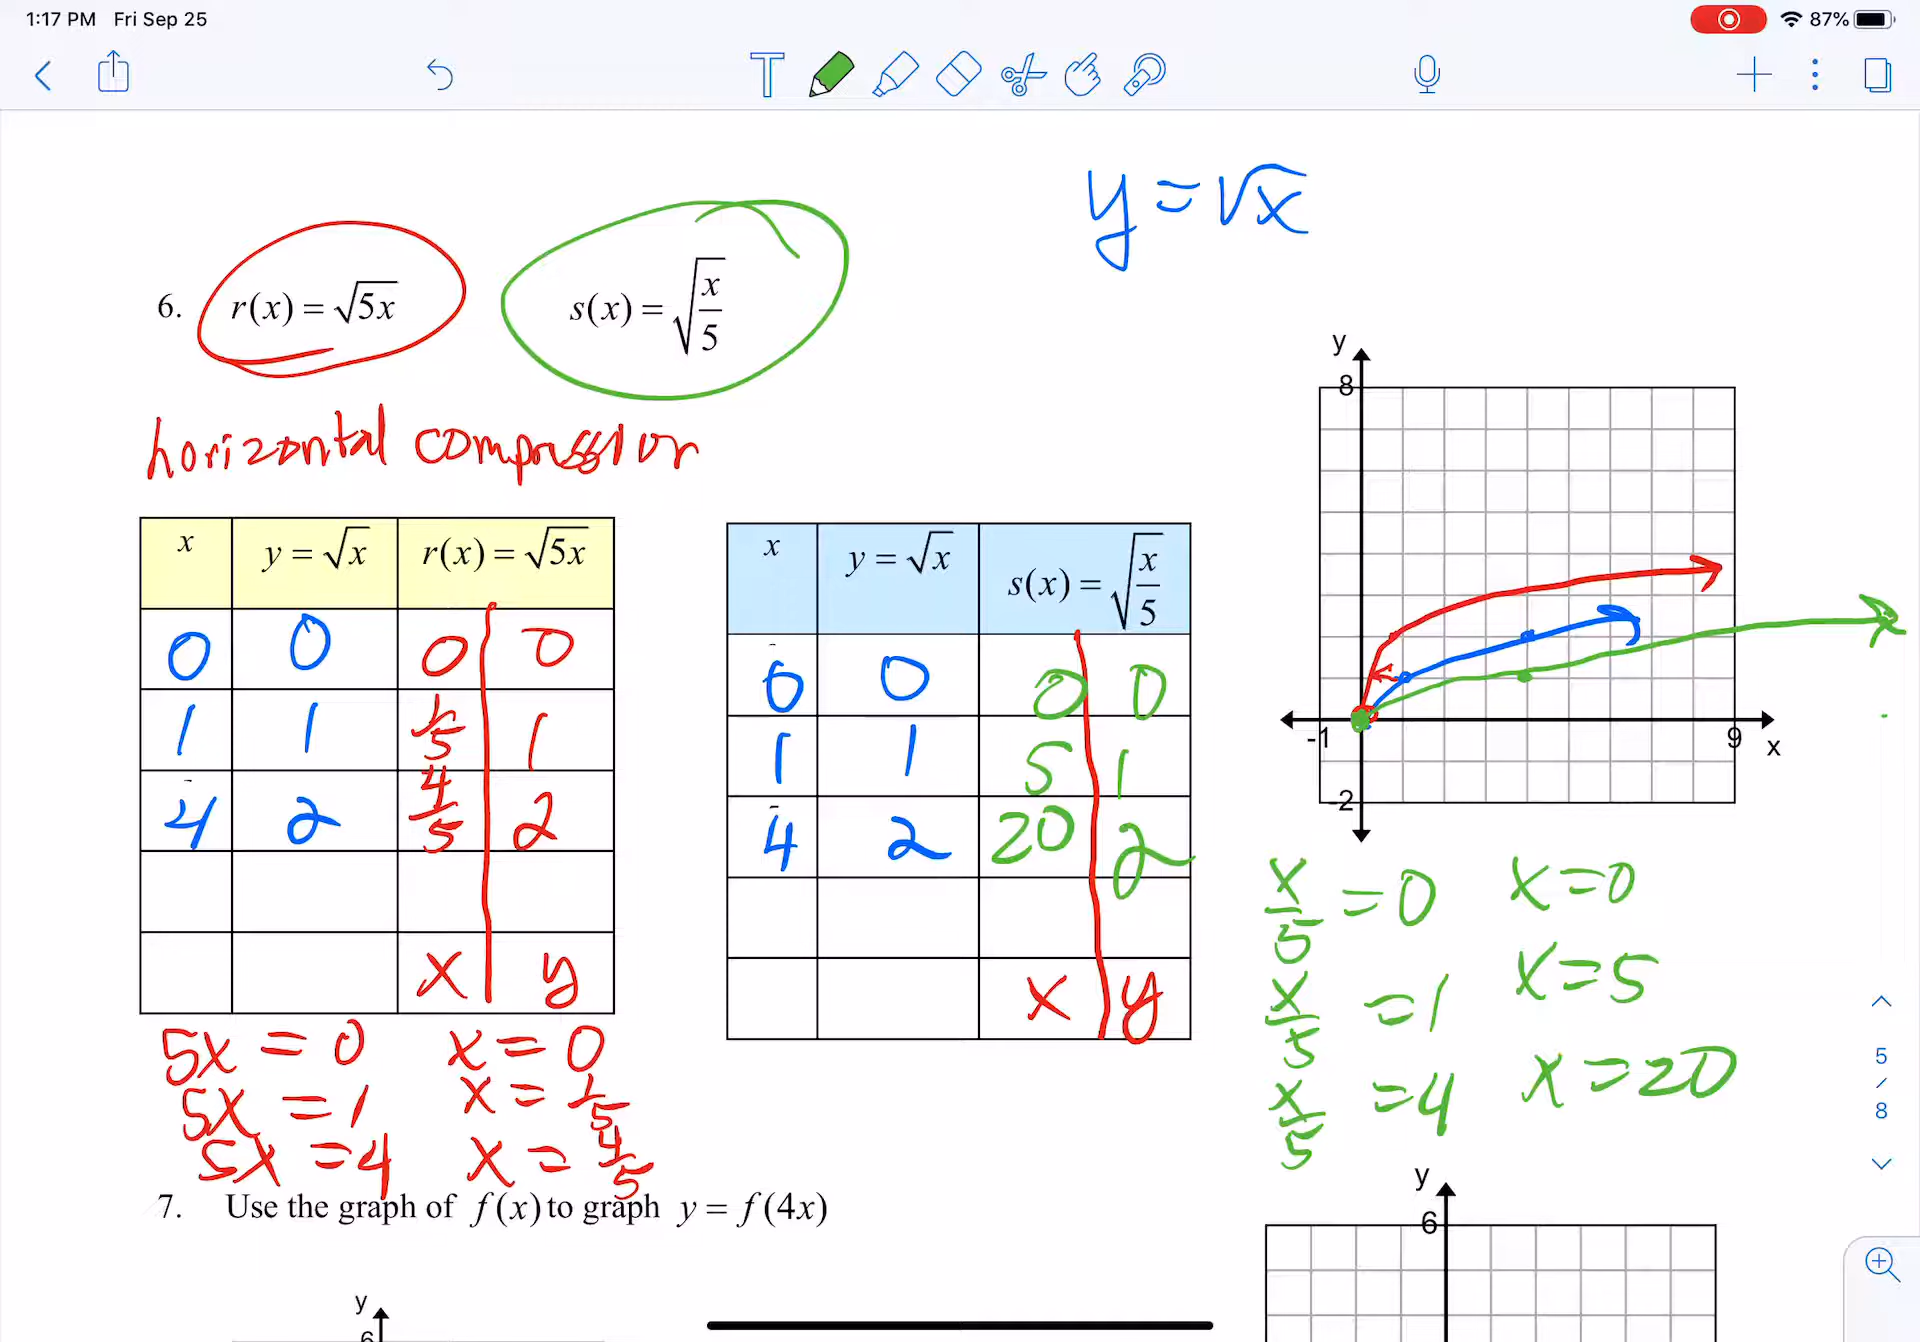 1:17 PM Fri Sep 25
87%
y = √x
6. r(x) = √5x
s(x) = √x/5
horizontal compression
x y = √x r(x) = √5x
0 0 0 0
1 1 1/5 1
4 2 4/5 2
x y
5x = 0 x = 0
5x = 1 x = 1/5
5x = 4 x = 4/5
x y = √x s(x) = √x/5
0 0 0 0
1 1 5 1
4 2 20 2
x y
y
8
-1 9 x
-2
x/5 = 0 x = 0
x/5 = 1 x = 5
x/5 = 4 x = 20
5
/
8
7. Use the graph of f(x) to graph y = f(4x)
y
6
y
6